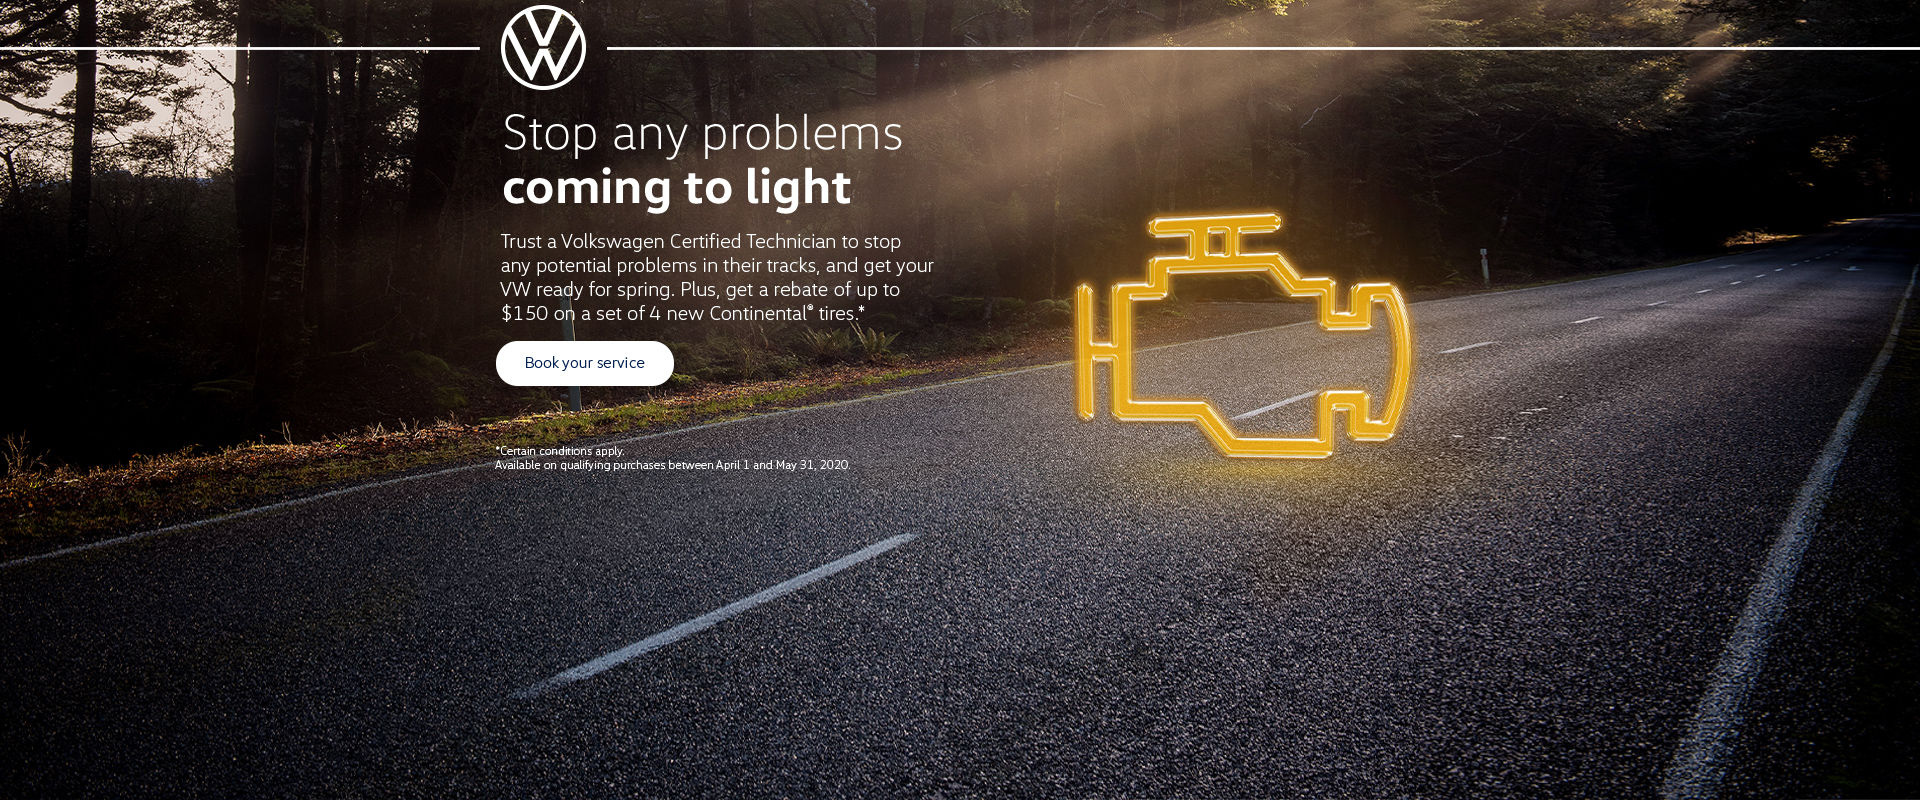 Stop any problems
coming to light
Trust a Volkswagen Certified Technician to stop
any potential problems in their tracks, and get your
VW ready for spring. Plus, get a rebate of up to
$150 on a set of 4 new Continental® tires.*
Book your service
*Certain conditions apply.
Available on qualifying purchases between April 1 and May 31, 2020.